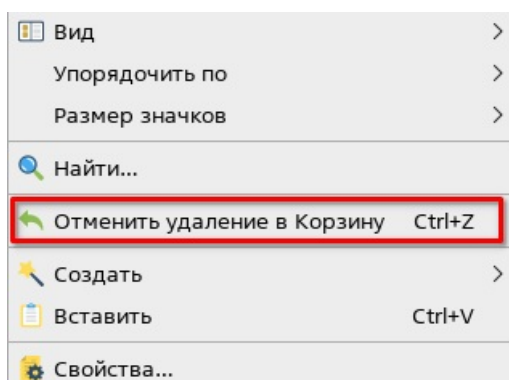 Вид
Упорядочить по
Размер значков
Найти...
Отменить удаление в Корзину Ctrl+Z
Создать
Вставить Ctrl+V
Свойства...